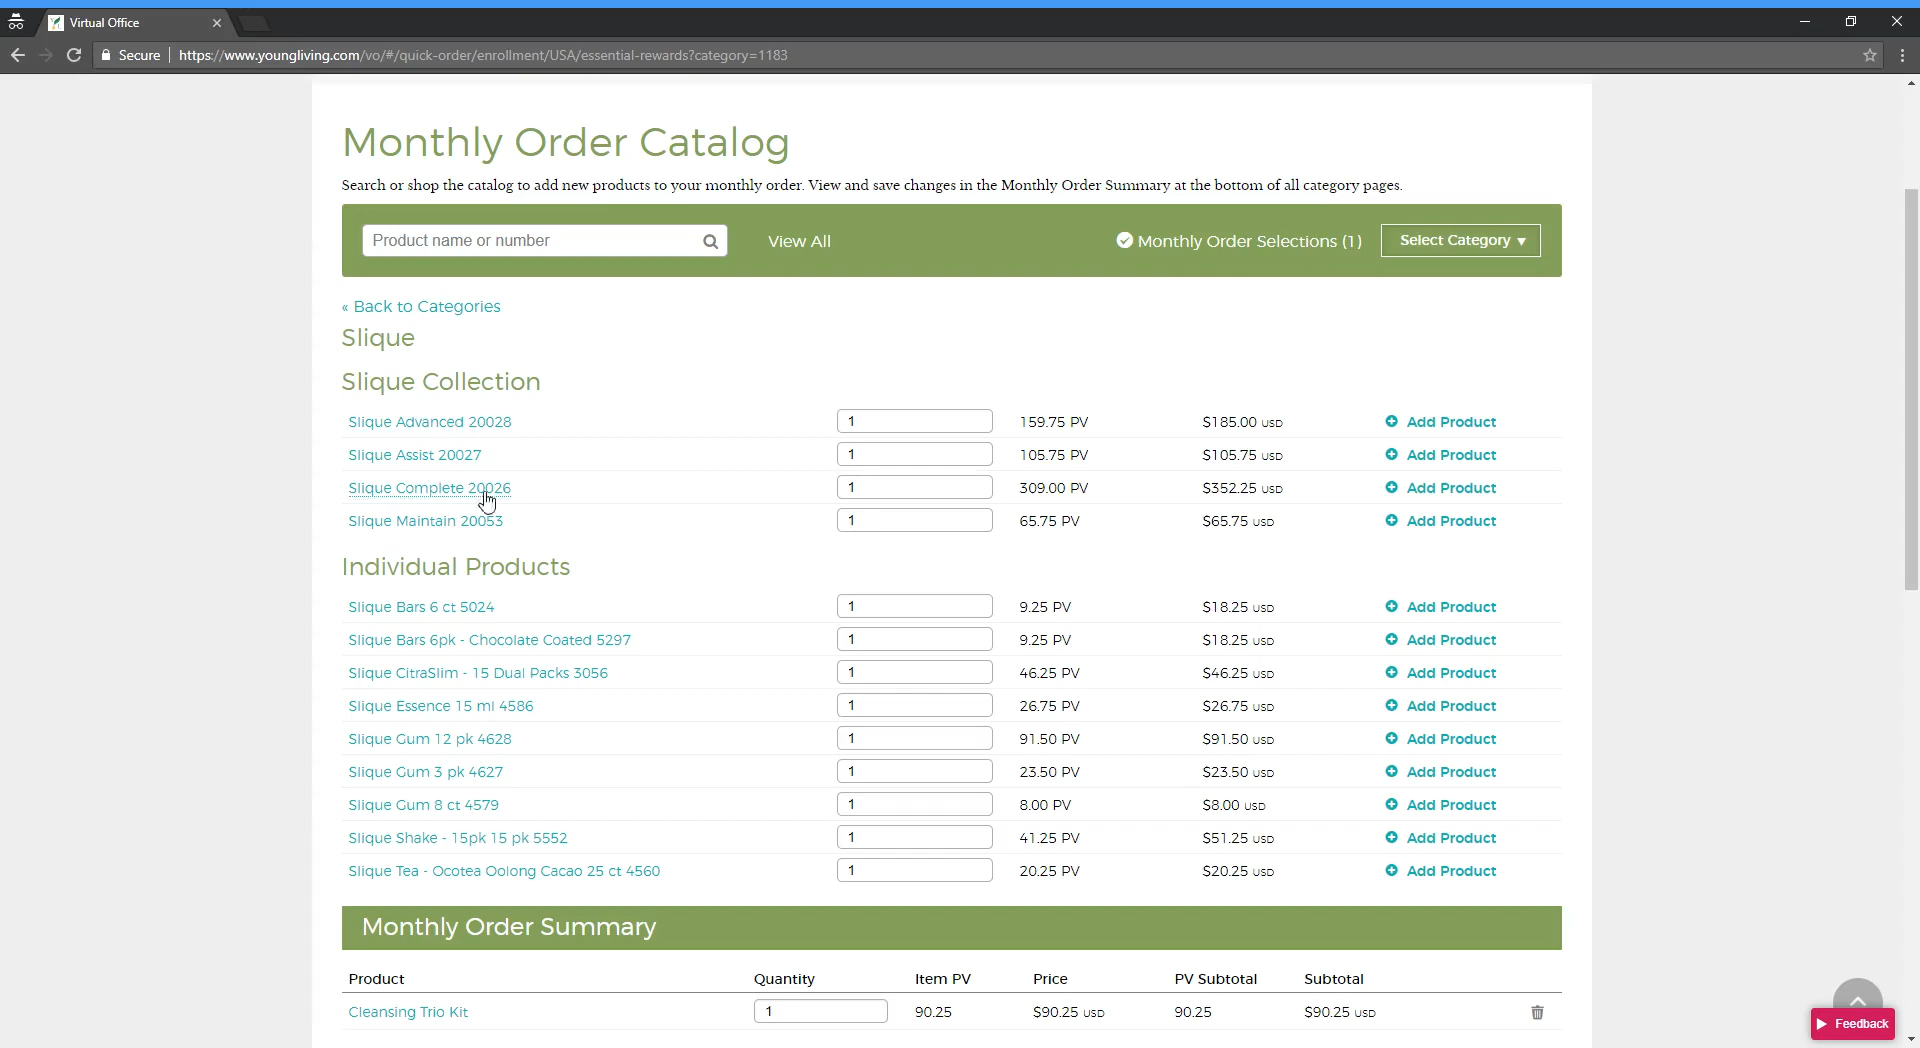 Virtual Office
Secure https://www.youngliving.com/vo/#/quick-order/enrollment/USA/essential-rewards?category=1183
Monthly Order Catalog
Search or shop the catalog to add new products to your monthly order. View and save changes in the Monthly Order Summary at the bottom of all category pages.
Product name or number View All Monthly Order Selections (1) Select Category
« Back to Categories
Slique
Slique Collection
Slique Advanced 20028 1 159.75 PV $185.00 USD Add Product
Slique Assist 20027 1 105.75 PV $105.75 USD Add Product
Slique Complete 20026 1 309.00 PV $352.25 USD Add Product
Slique Maintain 20053 1 65.75 PV $65.75 USD Add Product
Individual Products
Slique Bars 6 ct 5024 1 9.25 PV $18.25 USD Add Product
Slique Bars 6pk - Chocolate Coated 5297 1 9.25 PV $18.25 USD Add Product
Slique CitraSlim - 15 Dual Packs 3056 1 46.25 PV $46.25 USD Add Product
Slique Essence 15 ml 4586 1 26.75 PV $26.75 USD Add Product
Slique Gum 12 pk 4628 1 91.50 PV $91.50 USD Add Product
Slique Gum 3 pk 4627 1 23.50 PV $23.50 USD Add Product
Slique Gum 8 ct 4579 1 8.00 PV $8.00 USD Add Product
Slique Shake - 15pk 15 pk 5552 1 41.25 PV $51.25 USD Add Product
Slique Tea - Ocotea Oolong Cacao 25 ct 4560 1 20.25 PV $20.25 USD Add Product
Monthly Order Summary
Product Quantity Item PV Price PV Subtotal Subtotal
Cleansing Trio Kit 1 90.25 $90.25 USD 90.25 $90.25 USD
Feedback